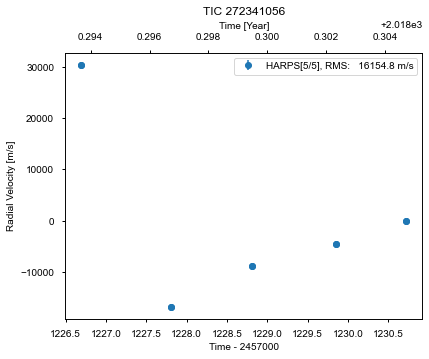 TIC 272341056
Time [Year]
+2.018e3
0.294 0.296 0.298 0.300 0.302 0.304
HARPS[5/5], RMS: 16154.8 m/s
30000
20000
10000
0
−10000
Radial Velocity [m/s]
1226.5 1227.0 1227.5 1228.0 1228.5 1229.0 1229.5 1230.0 1230.5
Time - 2457000